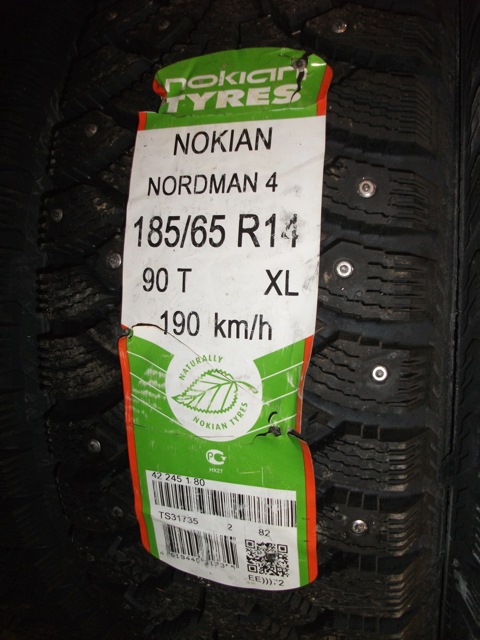 nokian
TYRES
NOKIAN
NORDMAN 4
185/65 R14
90 T XL
190 km/h
NATURALLY
NOKIAN TYRES
42 245 1 80
TS31735 2 82